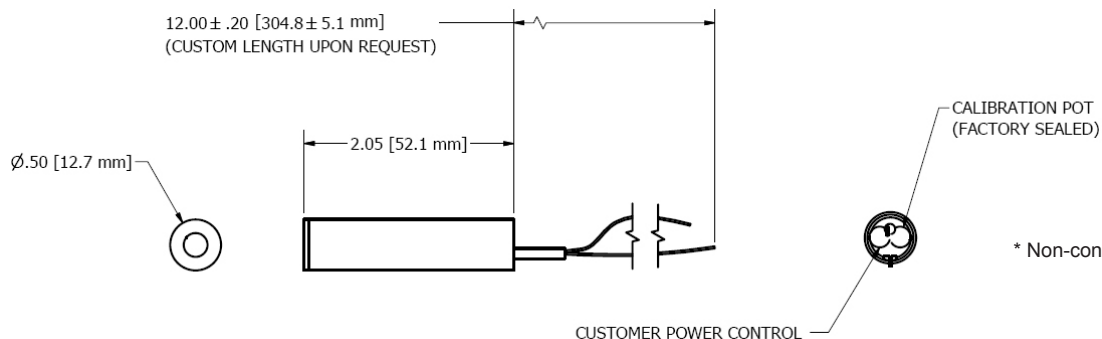 12.00 ± .20 [304.8 ± 5.1 mm]
(CUSTOM LENGTH UPON REQUEST)
2.05 [52.1 mm]
Ø.50 [12.7 mm]
CALIBRATION POT
(FACTORY SEALED)
* Non-con
CUSTOMER POWER CONTROL